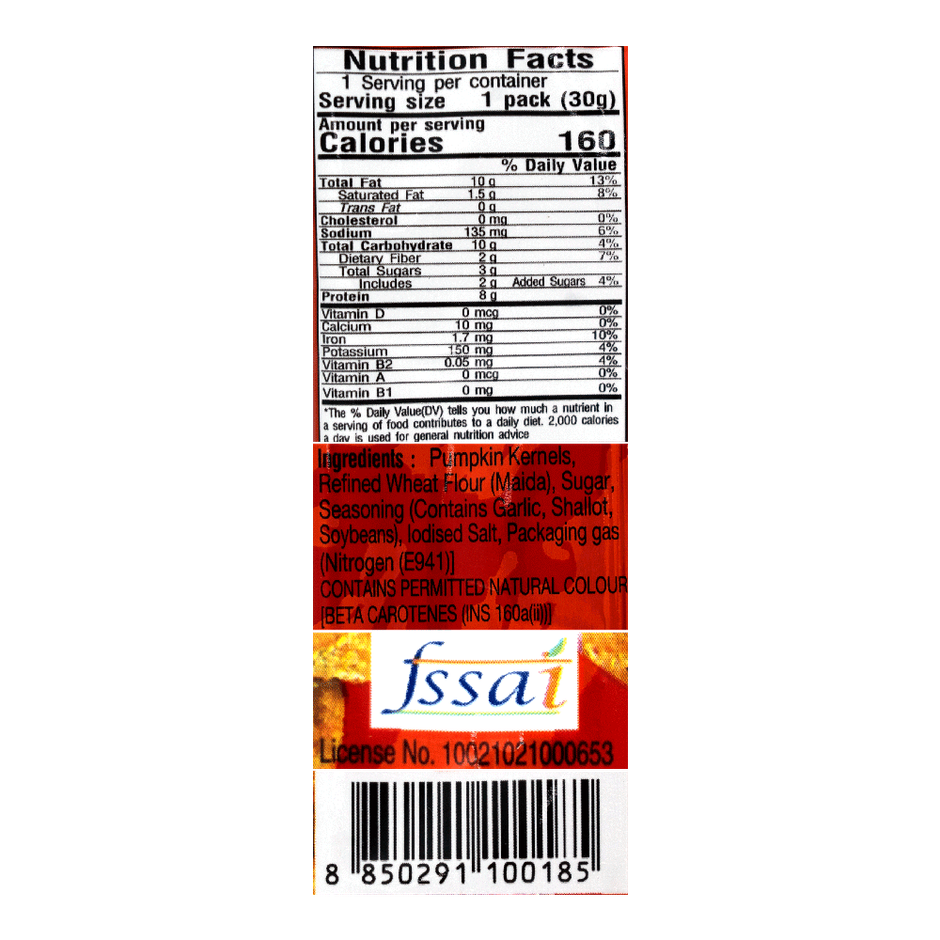 Nutrition Facts
1 Serving per container
Serving size 1 pack (30g)
Amount per serving
Calories 160
% Daily Value
Total Fat 10 g 13%
Saturated Fat 1.5 g 8%
Trans Fat 0 g
Cholesterol 0 mg 0%
Sodium 135 mg 6%
Total Carbohydrate 10 g 4%
Dietary Fiber 2 g 7%
Total Sugars 3 g
Includes 2 g Added Sugars 4%
Protein 8 g
Vitamin D 0 mcg 0%
Calcium 10 mg 0%
Iron 1.7 mg 10%
Potassium 150 mg 4%
Vitamin B2 0.05 mg 4%
Vitamin A 0 mcg 0%
Vitamin B1 0 mg 0%
*The % Daily Value(DV) tells you how much a nutrient in
a serving of food contributes to a daily diet. 2,000 calories
a day is used for general nutrition advice
Ingredients : Pumpkin Kernels,
Refined Wheat Flour (Maida), Sugar,
Seasoning (Contains Garlic, Shallot,
Soybeans), Iodised Salt, Packaging gas
(Nitrogen (E941)]
CONTAINS PERMITTED NATURAL COLOUR
[BETA CAROTENES (INS 160a(ii))]
fssai
License No. 10021021000653
8 850291 100185